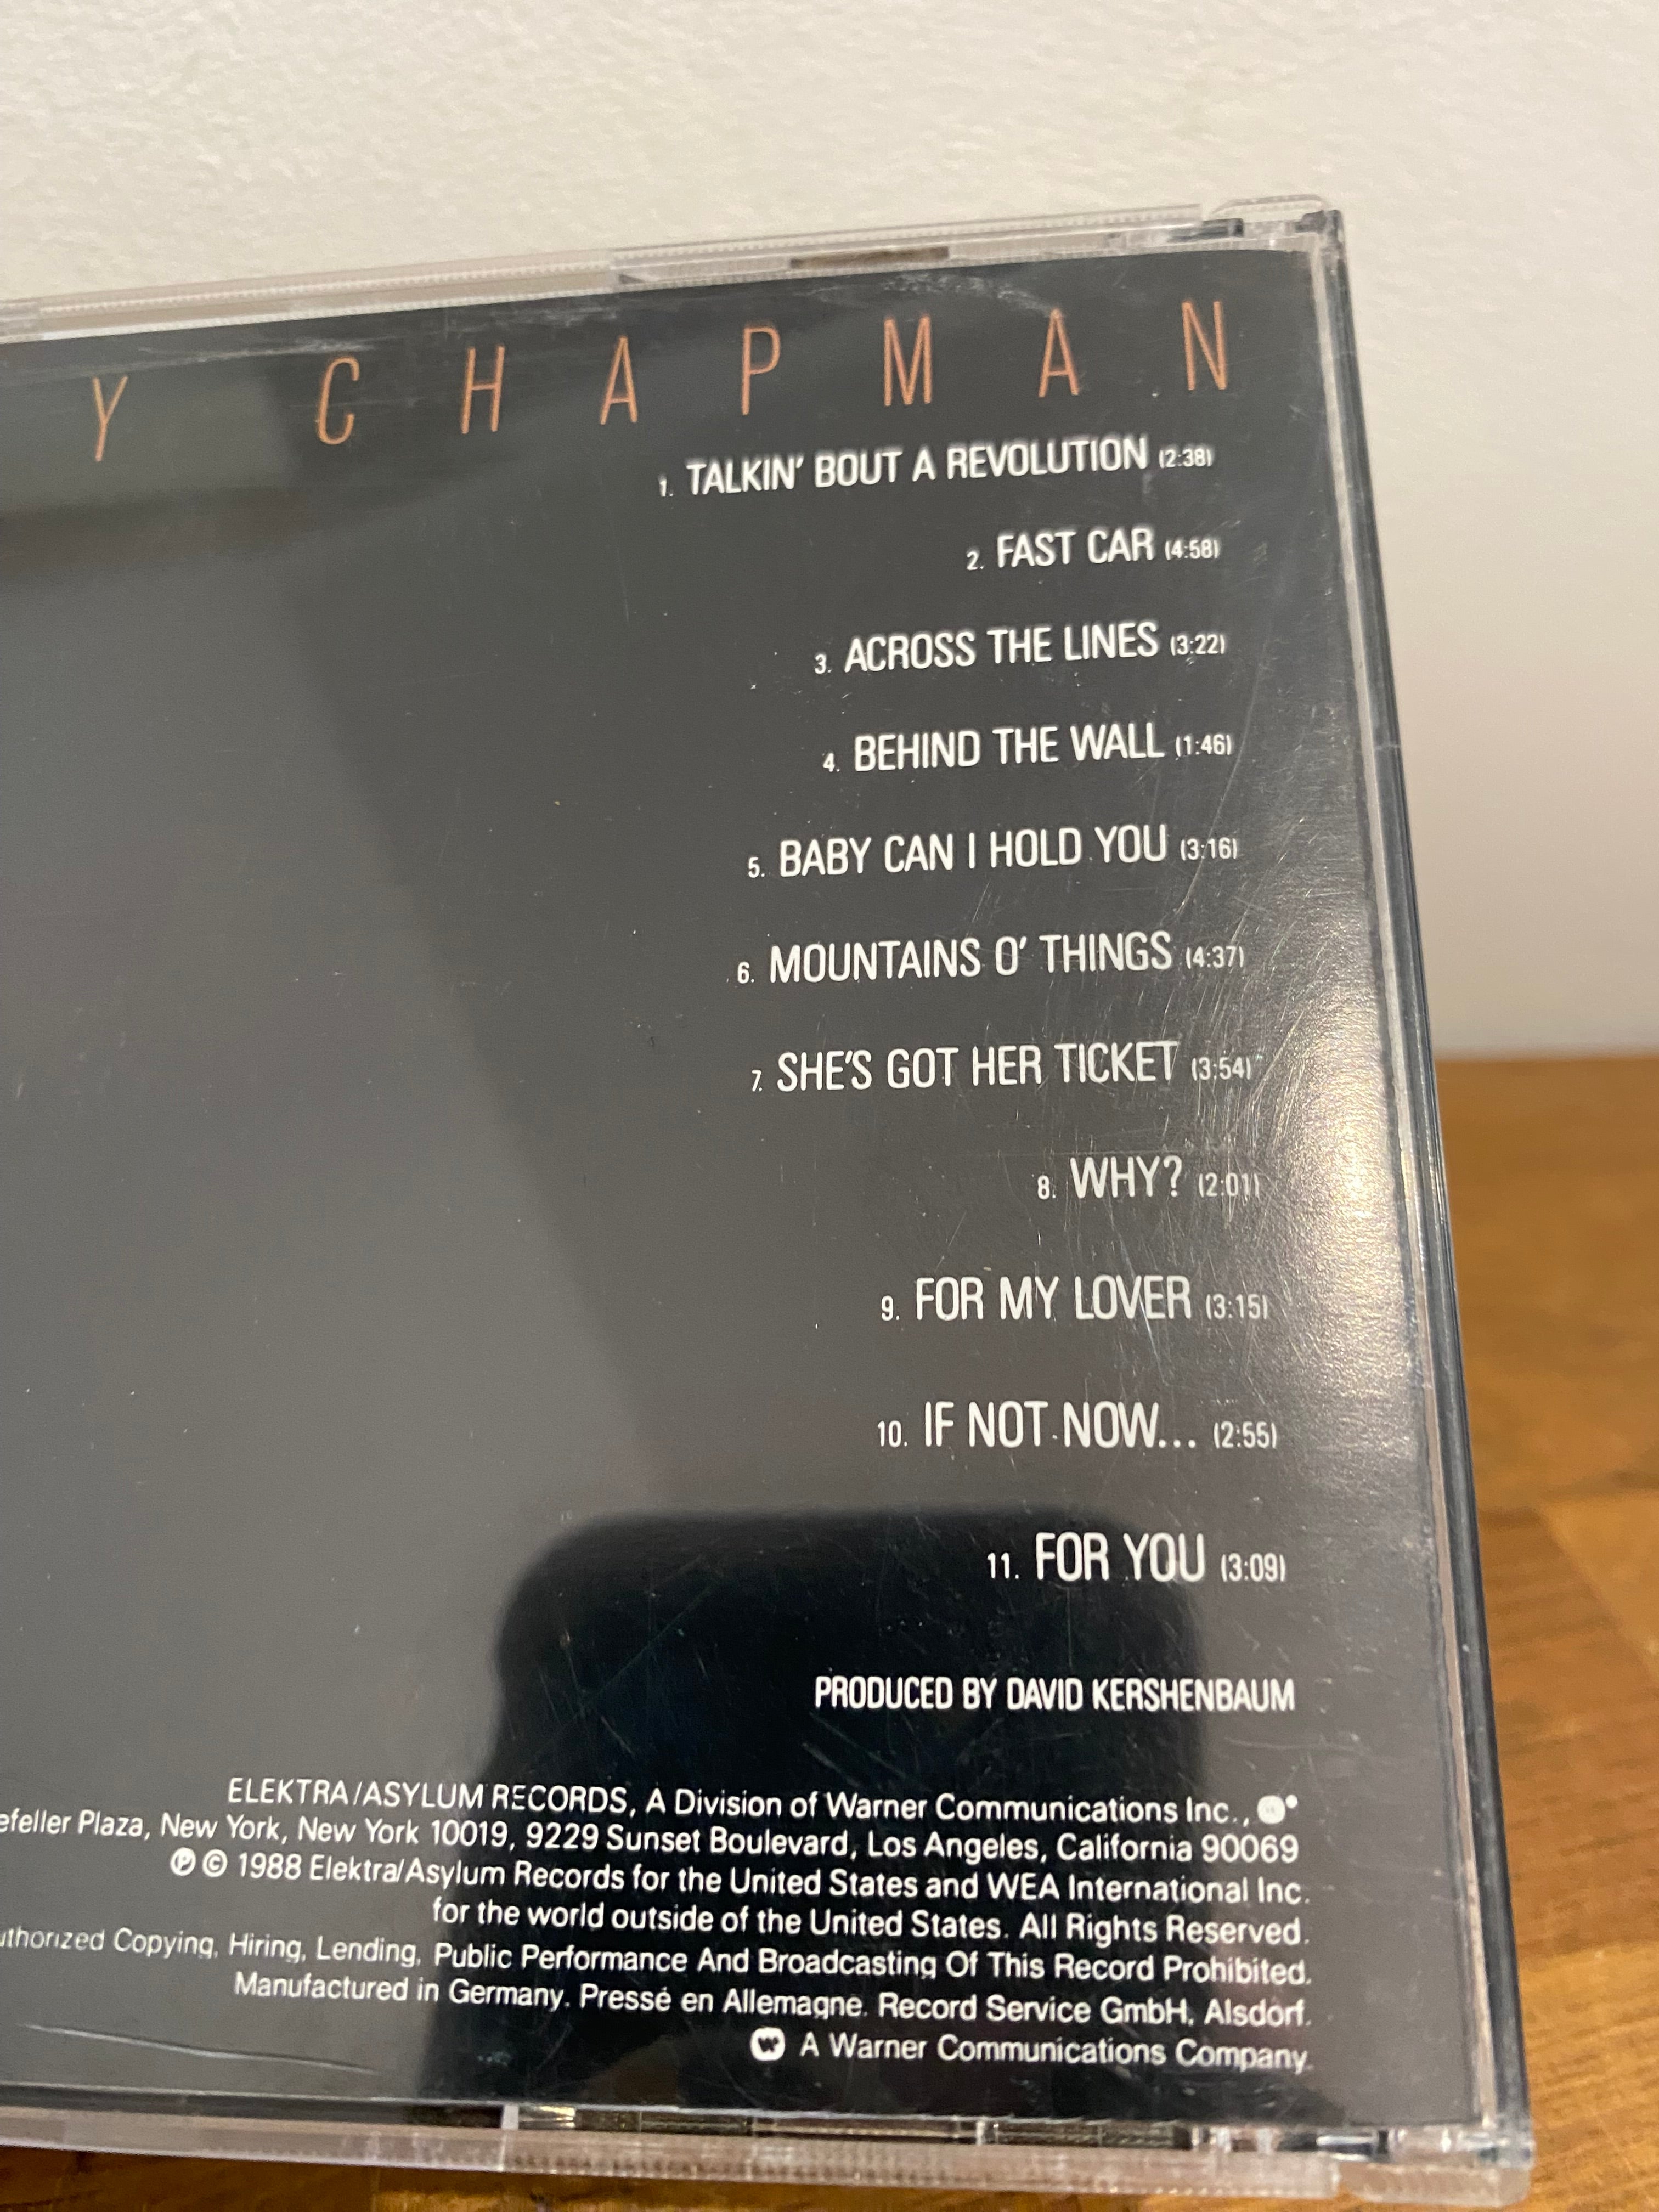 Y CHAPMAN
1. TALKIN' BOUT A REVOLUTION (2:38)
2. FAST CAR (4:58)
3. ACROSS THE LINES (3:22)
4. BEHIND THE WALL (1:46)
5. BABY CAN I HOLD YOU (3:16)
6. MOUNTAINS O' THINGS (4:37)
7. SHE'S GOT HER TICKET (3:54)
8. WHY? (2:01)
9. FOR MY LOVER (3:15)
10. IF NOT NOW... (2:55)
11. FOR YOU (3:09)
PRODUCED BY DAVID KERSHENBAUM
ELEKTRA/ASYLUM RECORDS, A Division of Warner Communications Inc.,
efeller Plaza, New York, New York 10019, 9229 Sunset Boulevard, Los Angeles, California 90069
℗ © 1988 Elektra/Asylum Records for the United States and WEA International Inc.
for the world outside of the United States. All Rights Reserved.
uthorized Copying, Hiring, Lending, Public Performance And Broadcasting Of This Record Prohibited.
Manufactured in Germany. Pressé en Allemagne. Record Service GmbH, Alsdorf.
A Warner Communications Company.